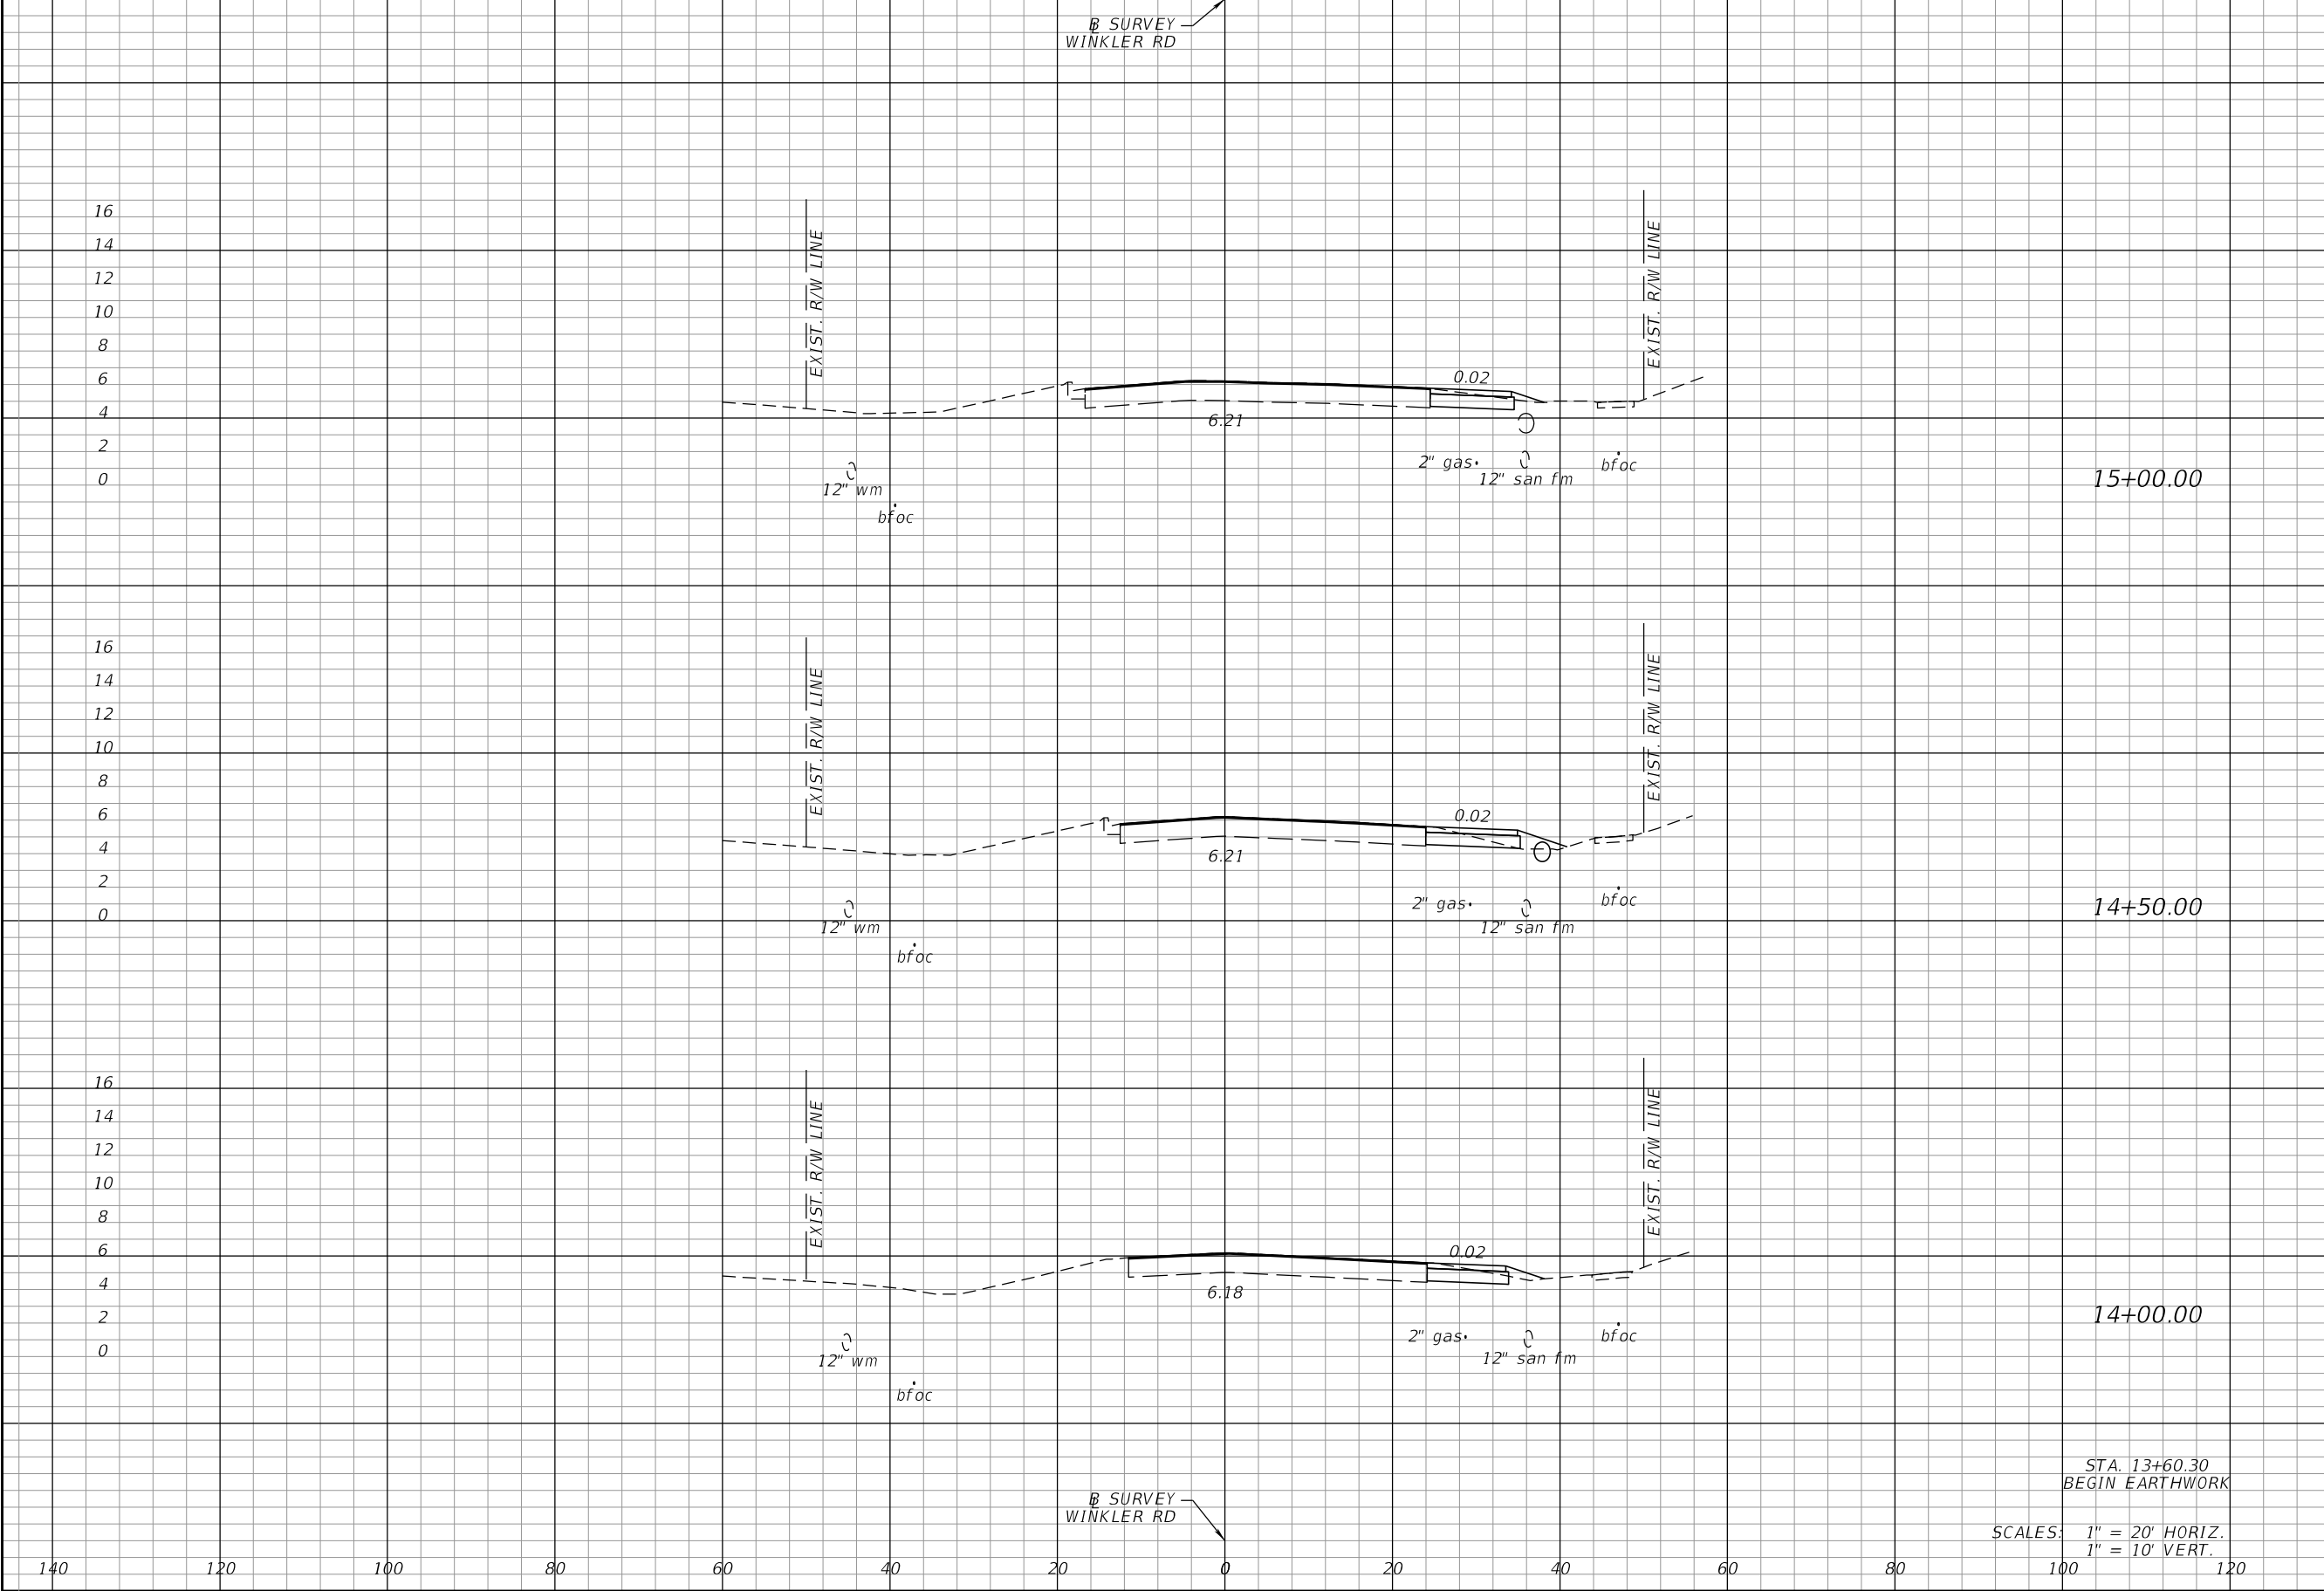 BL SURVEY
WINKLER RD
16
14
12
10
8
6
4
2
0
EXIST. R/W LINE
EXIST. R/W LINE
0.02
6.21
12" wm
bfoc
2" gas
12" san fm
bfoc
15+00.00
16
14
12
10
8
6
4
2
0
EXIST. R/W LINE
EXIST. R/W LINE
0.02
6.21
12" wm
bfoc
2" gas
12" san fm
bfoc
14+50.00
16
14
12
10
8
6
4
2
0
EXIST. R/W LINE
EXIST. R/W LINE
0.02
6.18
12" wm
bfoc
2" gas
12" san fm
bfoc
14+00.00
STA. 13+60.30
BEGIN EARTHWORK
BL SURVEY
WINKLER RD
SCALES: 1" = 20' HORIZ.
1" = 10' VERT.
140 120 100 80 60 40 20 0 20 40 60 80 100 120